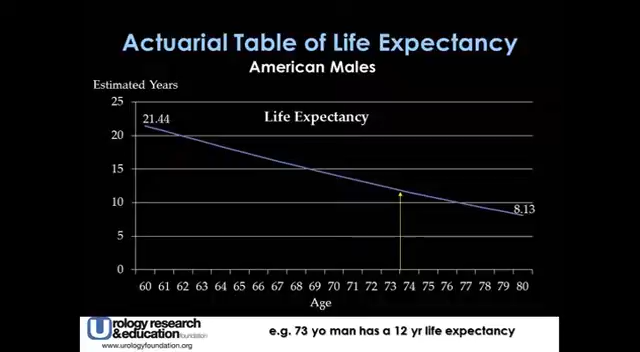 Actuarial Table of Life Expectancy
American Males
Estimated Years
Life Expectancy
25
20
15
10
5
0
21.44
8.13
60 61 62 63 64 65 66 67 68 69 70 71 72 73 74 75 76 77 78 79 80
Age
Urology research
&education foundation
www.urologyfoundation.org
e.g. 73 yo man has a 12 yr life expectancy